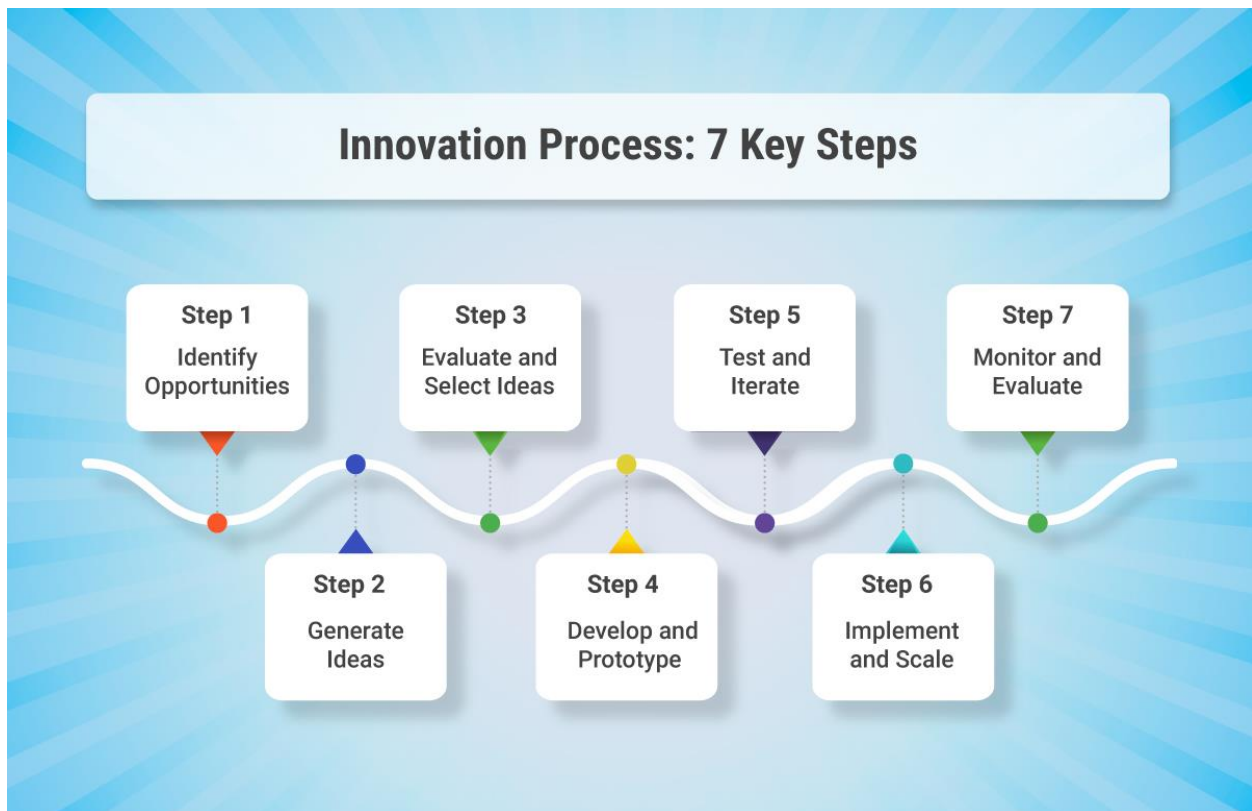 Innovation Process: 7 Key Steps
Step 1
Identify
Opportunities
Step 2
Generate
Ideas
Step 3
Evaluate and
Select Ideas
Step 4
Develop and
Prototype
Step 5
Test and
Iterate
Step 6
Implement
and Scale
Step 7
Monitor and
Evaluate